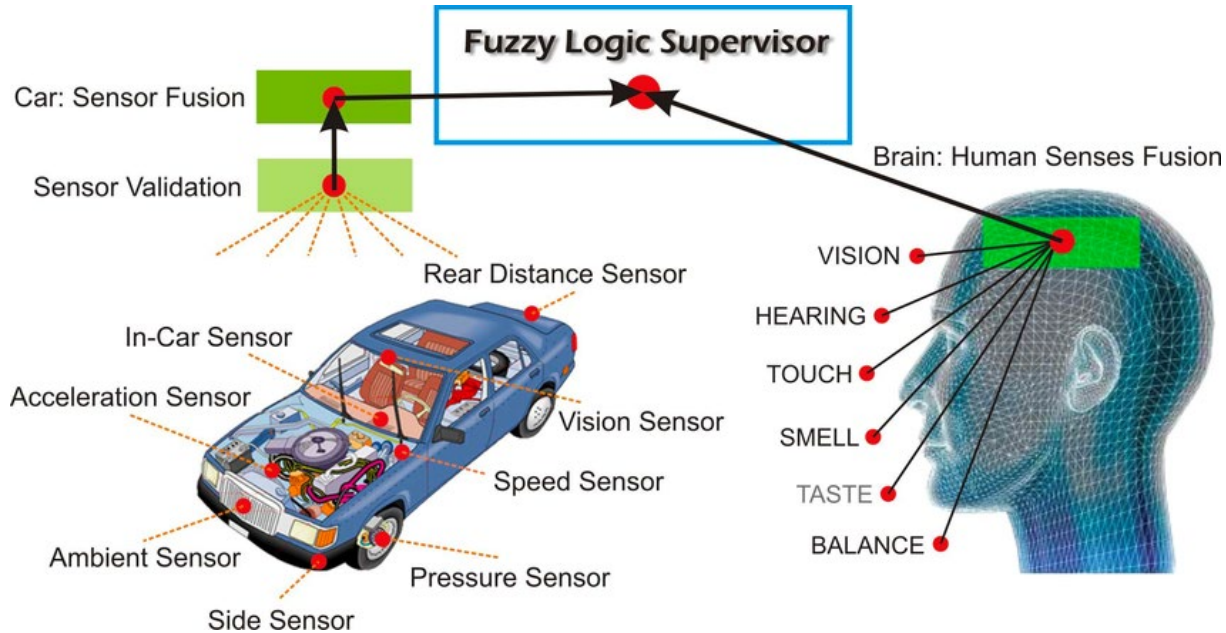 Fuzzy Logic Supervisor
Car: Sensor Fusion
Brain: Human Senses Fusion
Sensor Validation
VISION
Rear Distance Sensor
HEARING
In-Car Sensor
TOUCH
Acceleration Sensor
Vision Sensor
SMELL
Speed Sensor
TASTE
Ambient Sensor
BALANCE
Pressure Sensor
Side Sensor